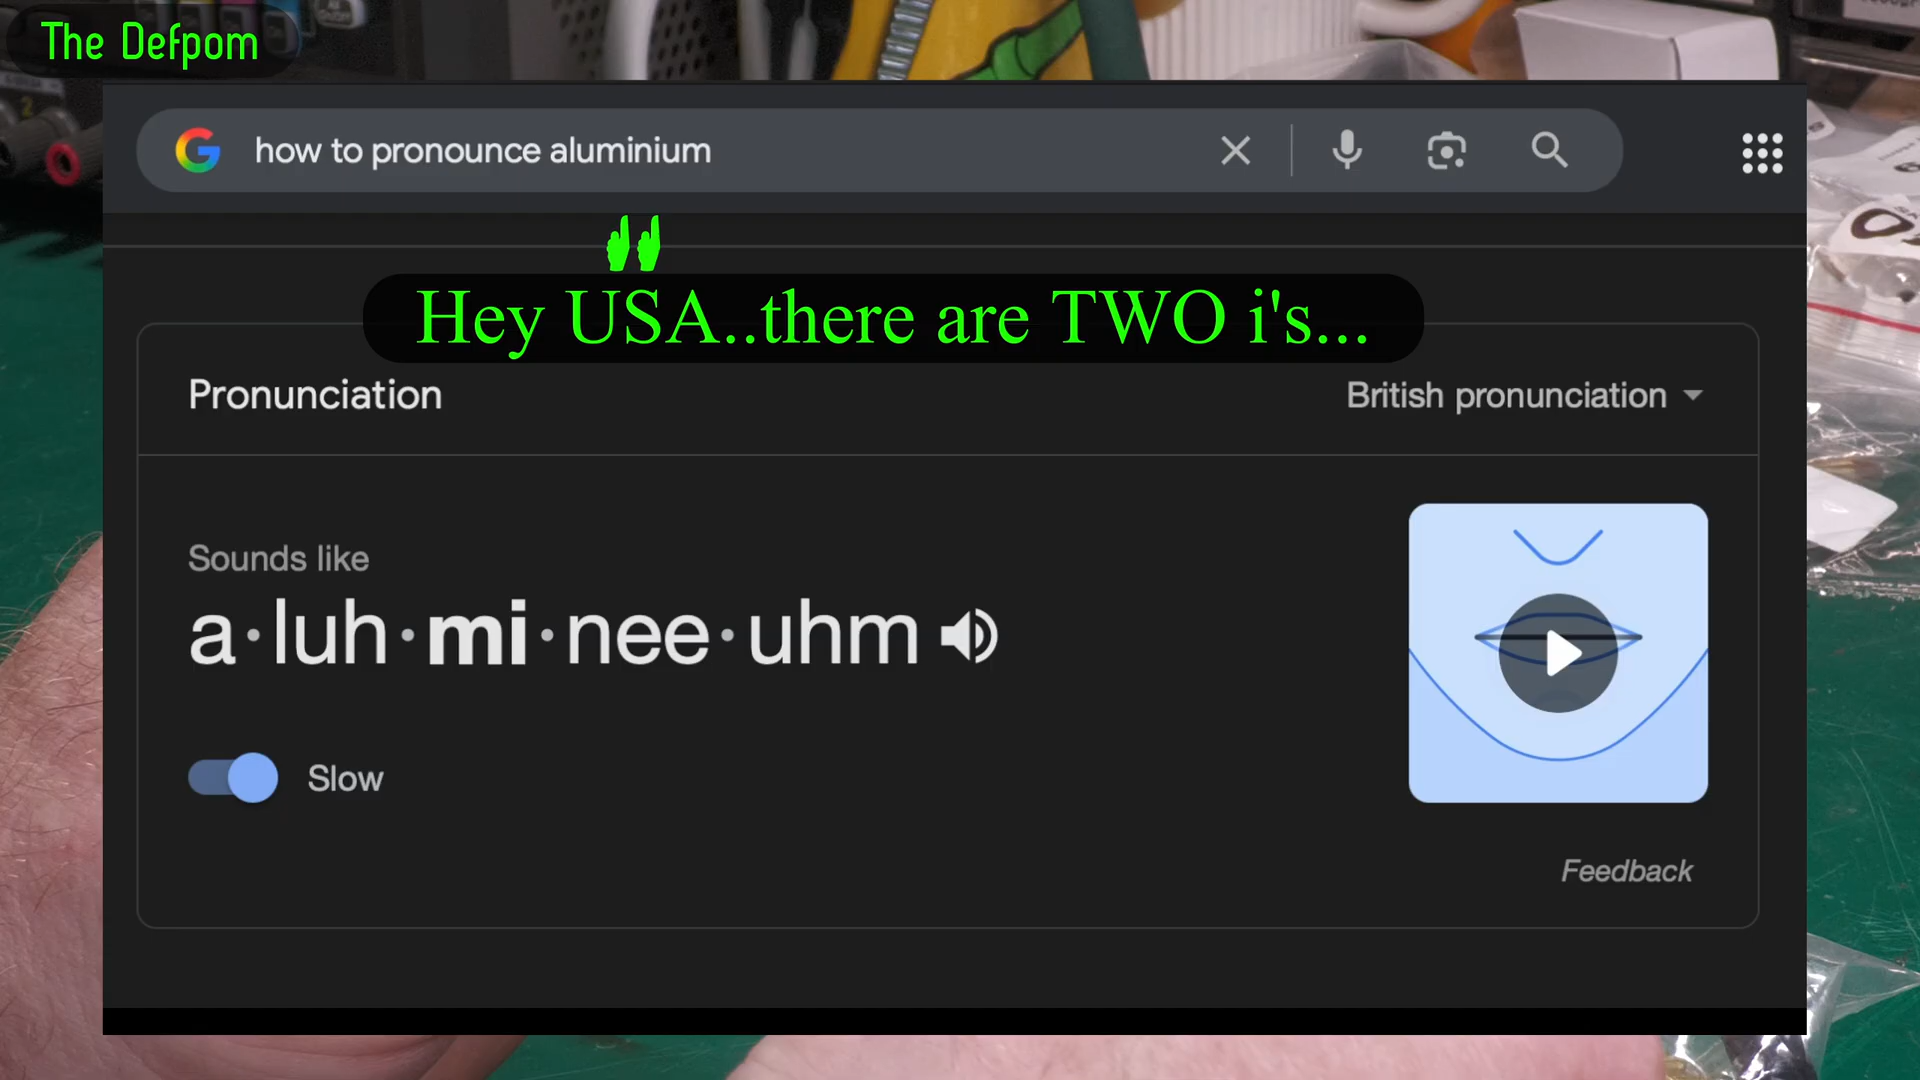 The Defpom
how to pronounce aluminium
Hey USA..there are TWO i's...
Pronunciation
British pronunciation
Sounds like
a·luh·mi·nee·uhm
Slow
Feedback